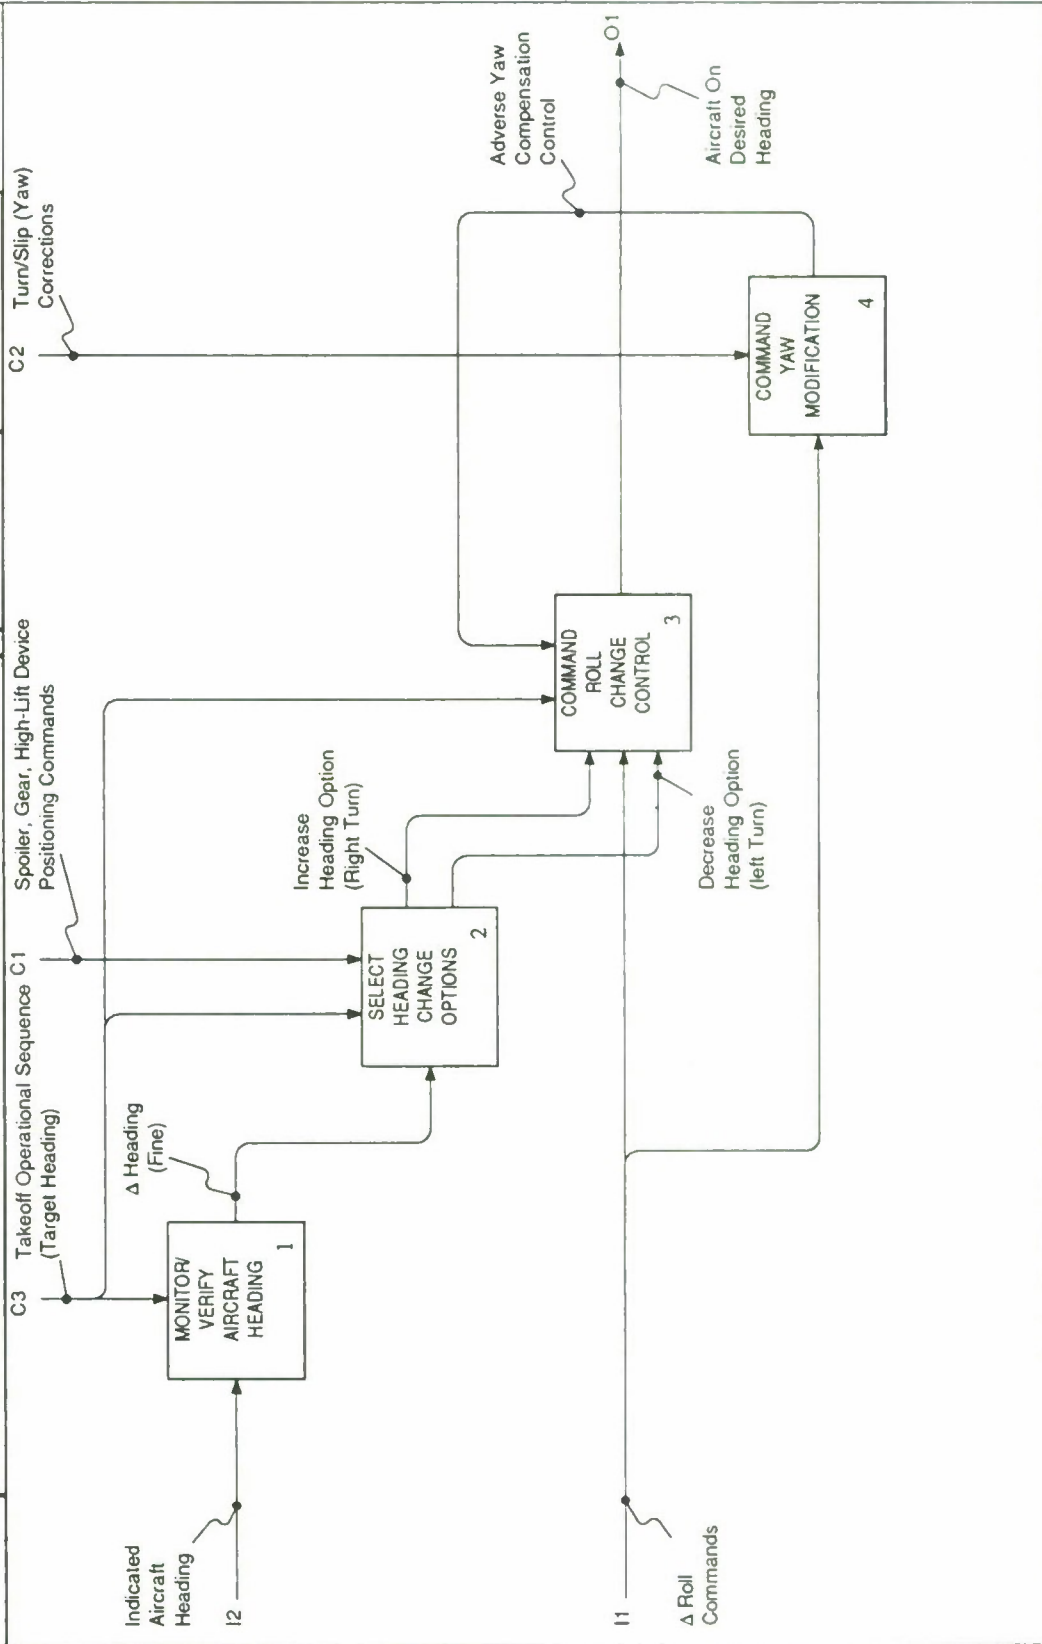 C3
Takeoff Operational Sequence
(Target Heading)
C1
Spoiler, Gear, High-Lift Device
Positioning Commands
C2
Turn/Slip (Yaw)
Corrections
Indicated
Aircraft
Heading
I2
MONITOR/
VERIFY
AIRCRAFT
HEADING
1
Δ Heading
(Fine)
SELECT
HEADING
CHANGE
OPTIONS
2
Increase
Heading Option
(Right Turn)
Decrease
Heading Option
(left Turn)
COMMAND
ROLL
CHANGE
CONTROL
3
Adverse Yaw
Compensation
Control
O1
Aircraft On
Desired
Heading
I1
Δ Roll
Commands
COMMAND
YAW
MODIFICATION
4